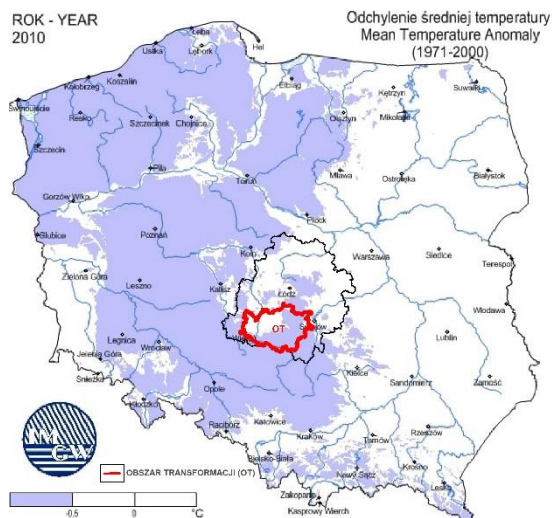 ROK - YEAR
2010
Odchylenie średniej temperatury
Mean Temperature Anomaly
(1971-2000)
Łeba
Hel
Ustka
Lębork
Koszalin
Kołobrzeg
Elbląg
Kętrzyn
Suwałki
Świnoujście
Resko
Szczecinek
Chojnice
Olsztyn
Mikołajki
Szczecin
Piła
Mława
Ostrołęka
Białystok
Toruń
Gorzów Wlkp
Płock
Słubice
Poznań
Koło
Warszawa
Siedlce
Terespol
Zielona Góra
Leszno
Kalisz
Łódź
Włodawa
OT
Legnica
Wrocław
Lublin
Jelenia Góra
Kielce
Śnieżka
Opole
Sandomierz
Zamość
Kłodzko
Racibórz
Katowice
Kraków
Tarnów
Rzeszów
IMGW
Bielsko-Biała
Nowy Sącz
Krosno
Lesko
OBSZAR TRANSFORMACJI (OT)
Zakopane
Kasprowy Wierch
-0.5 0 °C